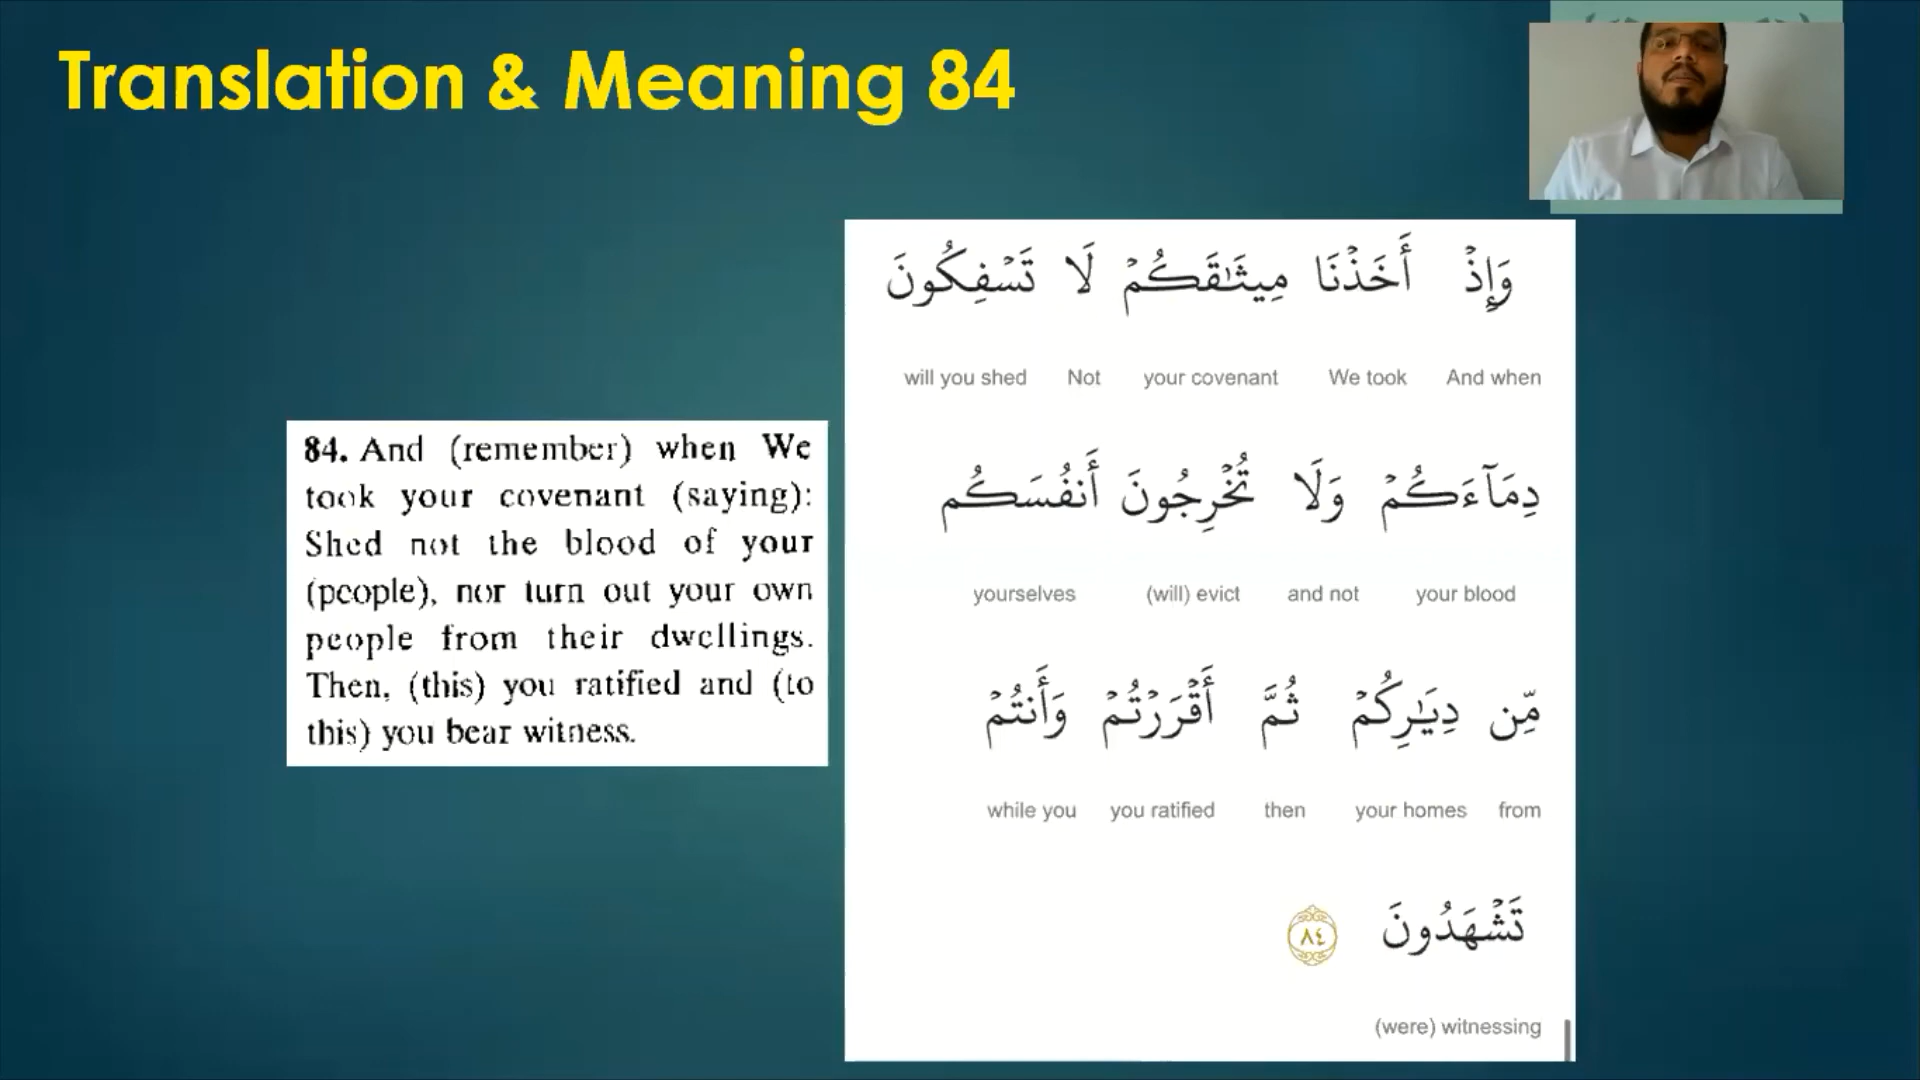 Translation & Meaning 84
84. And (remember) when We
took your covenant (saying):
Shed not the blood of your
(people), nor turn out your own
people from their dwellings.
Then, (this) you ratified and (to
this) you bear witness.
وَإِذْ أَخَذْنَا مِيثَـٰقَكُمْ لَا تَسْفِكُونَ
will you shed Not your covenant We took And when
دِمَآءَكُمْ وَلَا تُخْرِجُونَ أَنفُسَكُم
yourselves (will) evict and not your blood
مِّن دِيَـٰرِكُمْ ثُمَّ أَقْرَرْتُمْ وَأَنتُمْ
while you you ratified then your homes from
تَشْهَدُونَ ٨٤
(were) witnessing